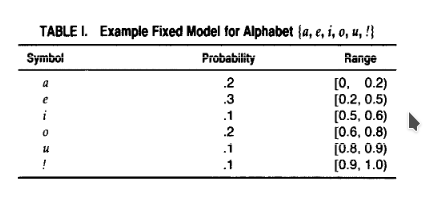 TABLE I. Example Fixed Model for Alphabet {a, e, i, o, u, !}
Symbol Probability Range
a .2 [0, 0.2)
e .3 [0.2, 0.5)
i .1 [0.5, 0.6)
o .2 [0.6, 0.8)
u .1 [0.8, 0.9)
! .1 [0.9, 1.0)